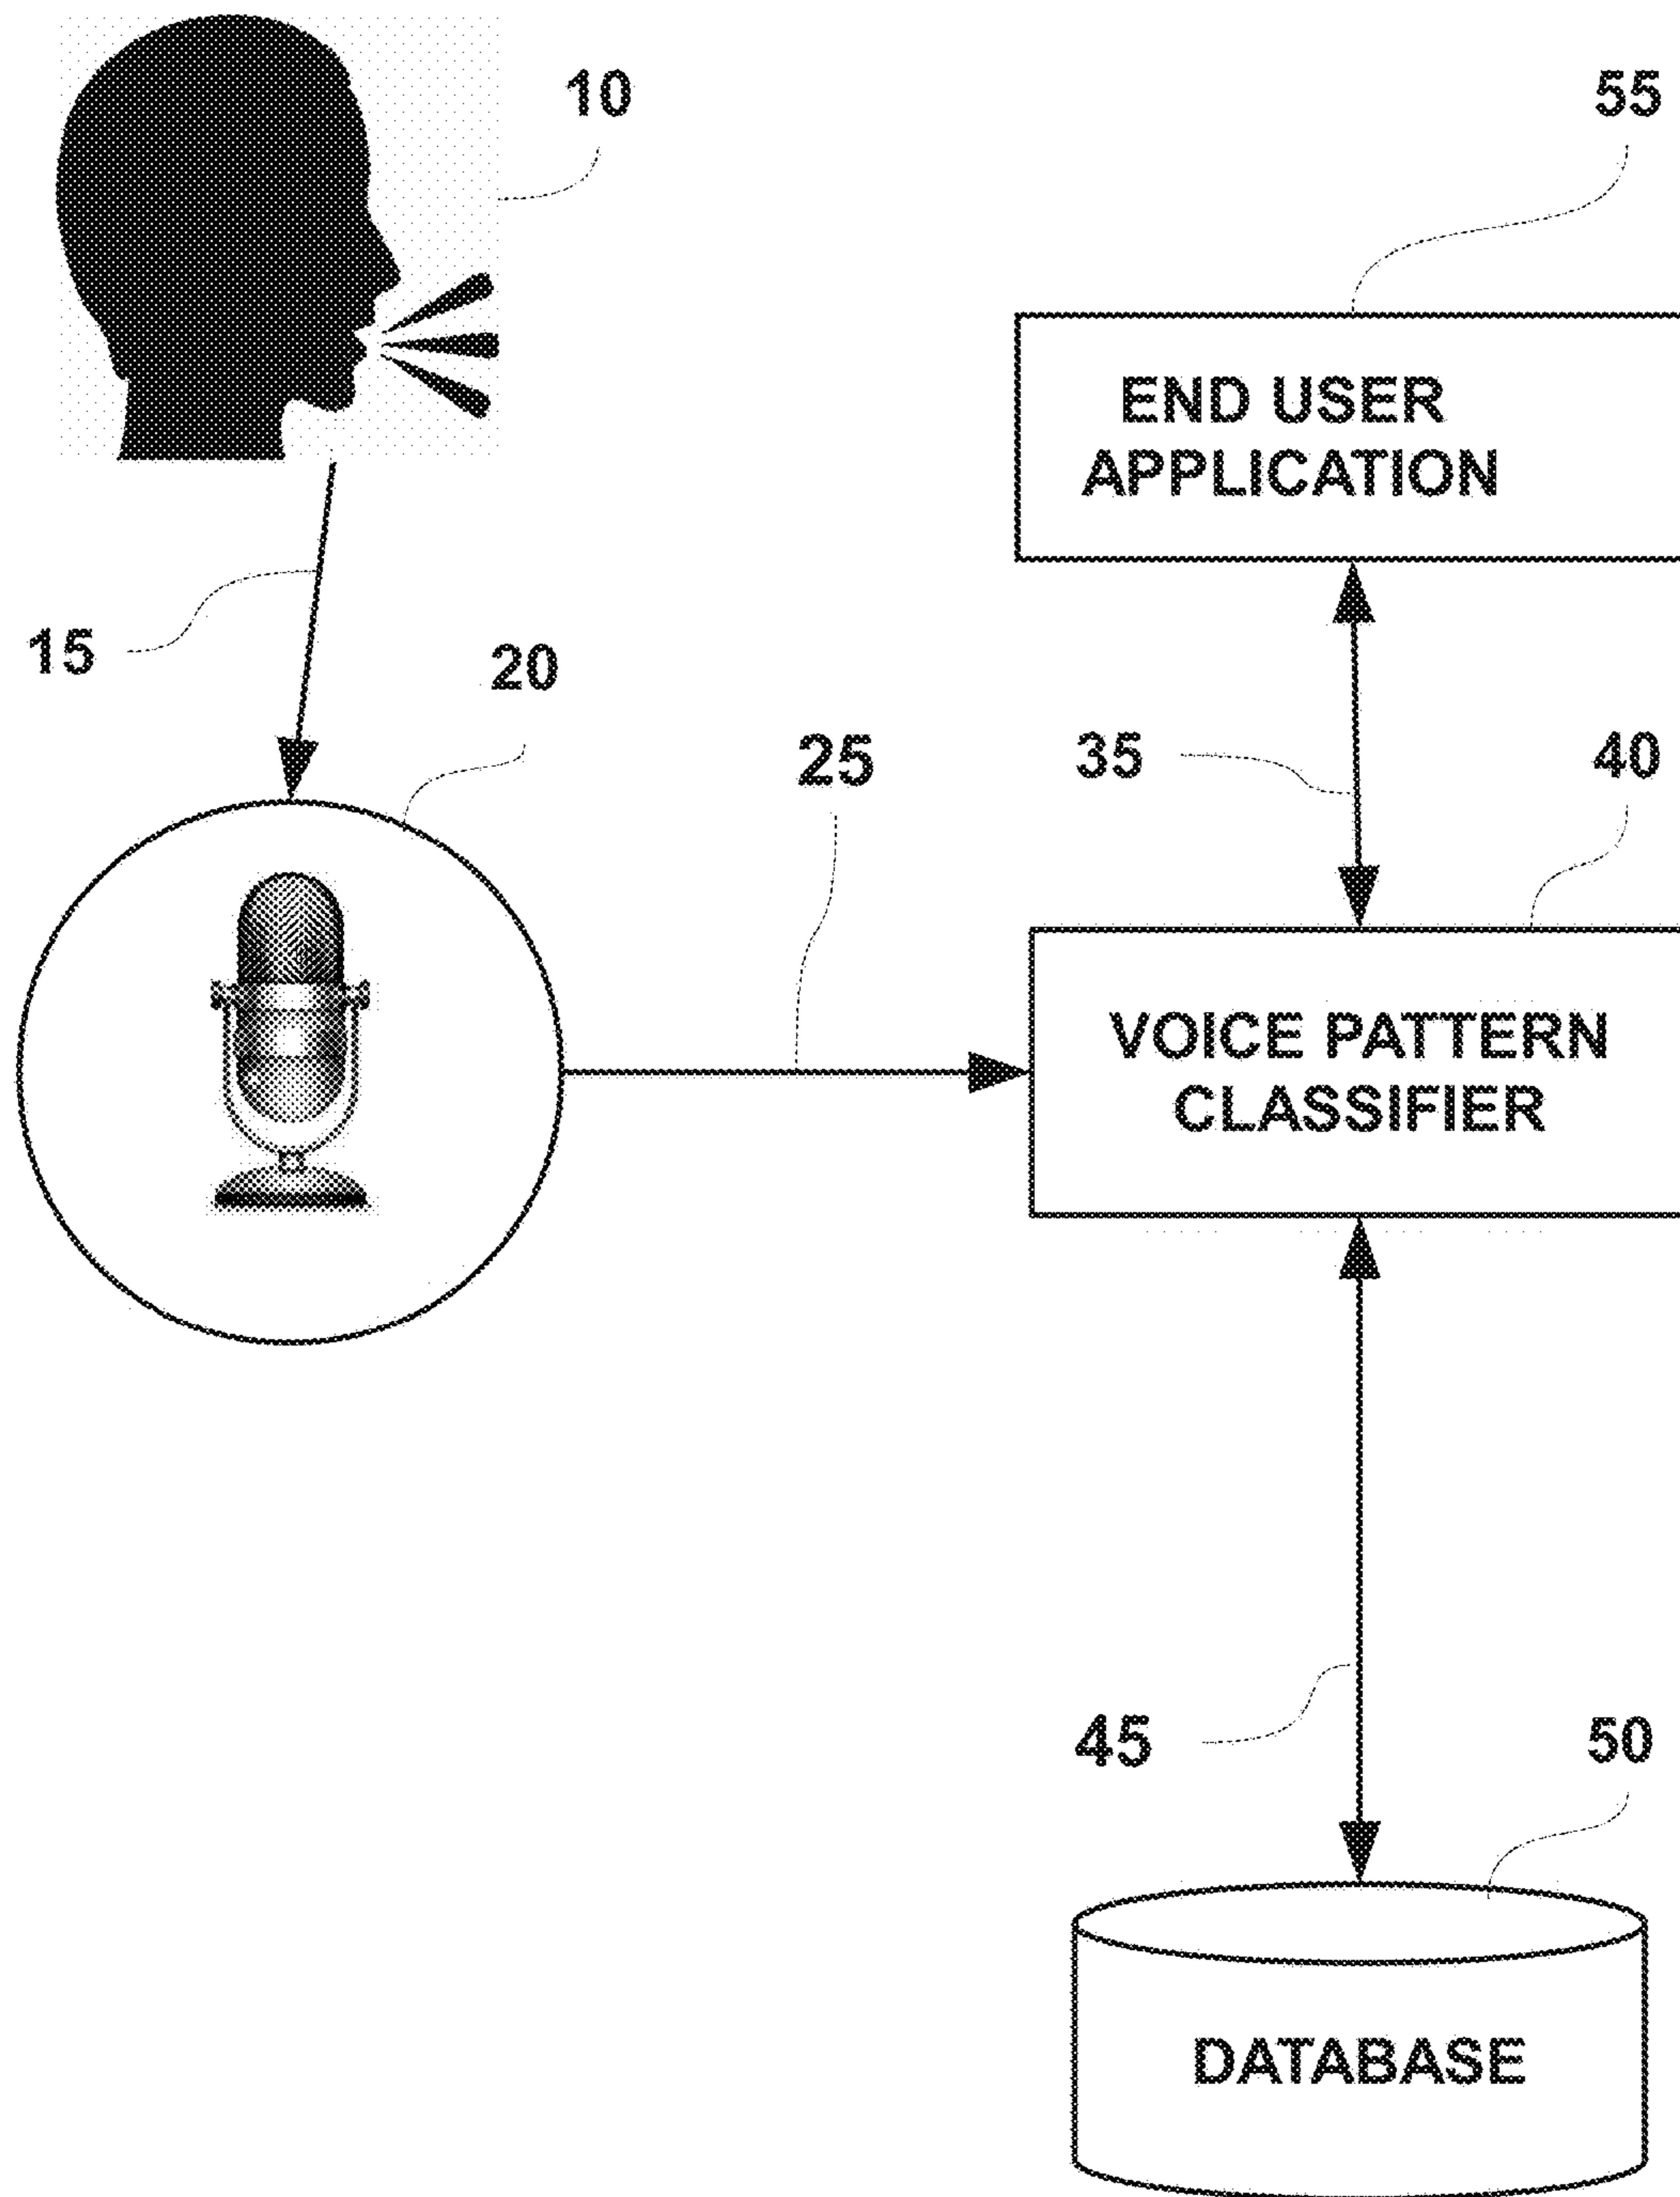 10
55
END USER
APPLICATION
15
20
25
35
40
VOICE PATTERN
CLASSIFIER
45
50
DATABASE